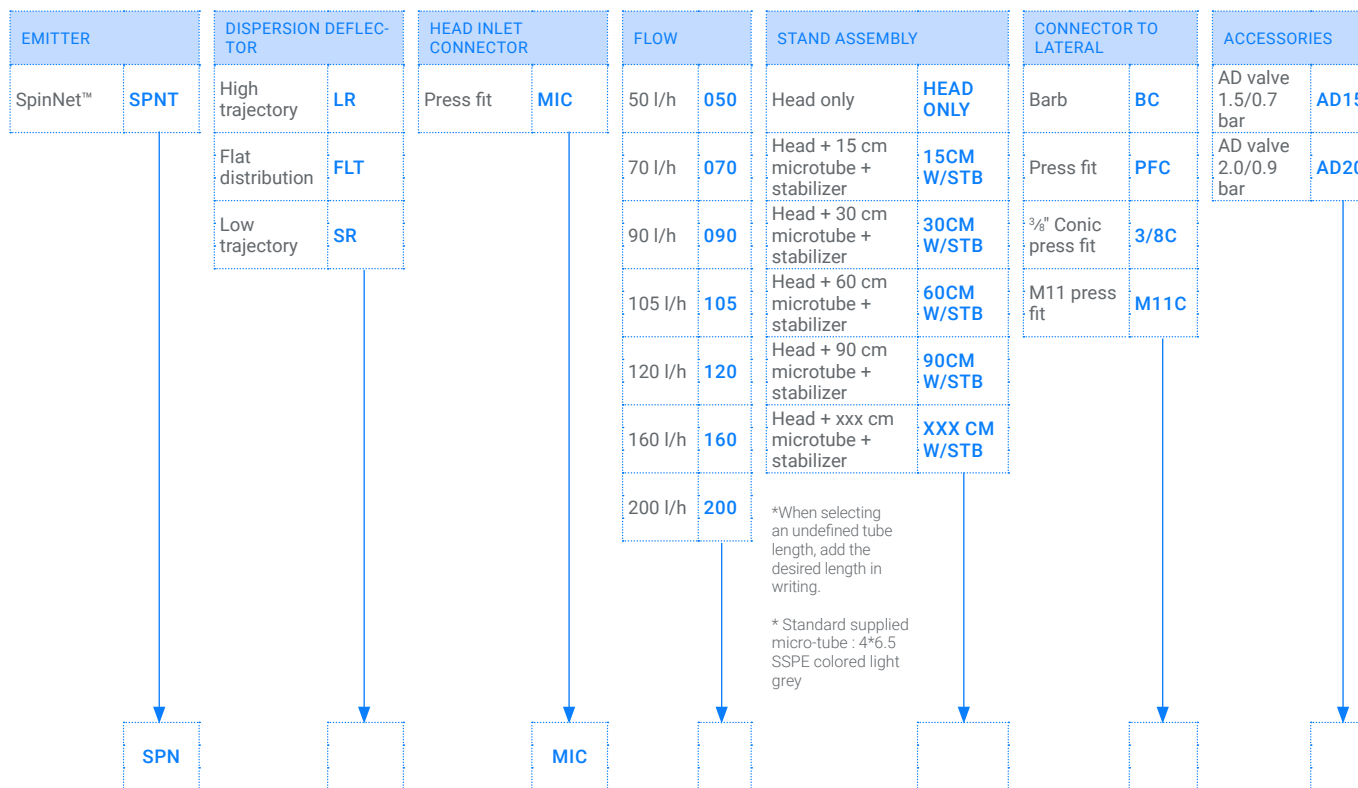 EMITTER
DISPERSION DEFLEC-
TOR
HEAD INLET
CONNECTOR
FLOW
STAND ASSEMBLY
CONNECTOR TO
LATERAL
ACCESSORIES
SpinNet™
SPNT
High
trajectory
LR
Press fit
MIC
50 l/h
050
Head only
HEAD
ONLY
Barb
BC
AD valve
1.5/0.7
bar
AD15
Flat
distribution
FLT
70 l/h
070
Head + 15 cm
microtube +
stabilizer
15CM
W/STB
Press fit
PFC
AD valve
2.0/0.9
bar
AD20
Low
trajectory
SR
90 l/h
090
Head + 30 cm
microtube +
stabilizer
30CM
W/STB
⅜" Conic
press fit
3/8C
105 l/h
105
Head + 60 cm
microtube +
stabilizer
60CM
W/STB
M11 press
fit
M11C
120 l/h
120
Head + 90 cm
microtube +
stabilizer
90CM
W/STB
160 l/h
160
Head + xxx cm
microtube +
stabilizer
XXX CM
W/STB
200 l/h
200
*When selecting
an undefined tube
length, add the
desired length in
writing.
* Standard supplied
micro-tube : 4*6.5
SSPE colored light
grey
SPN
MIC